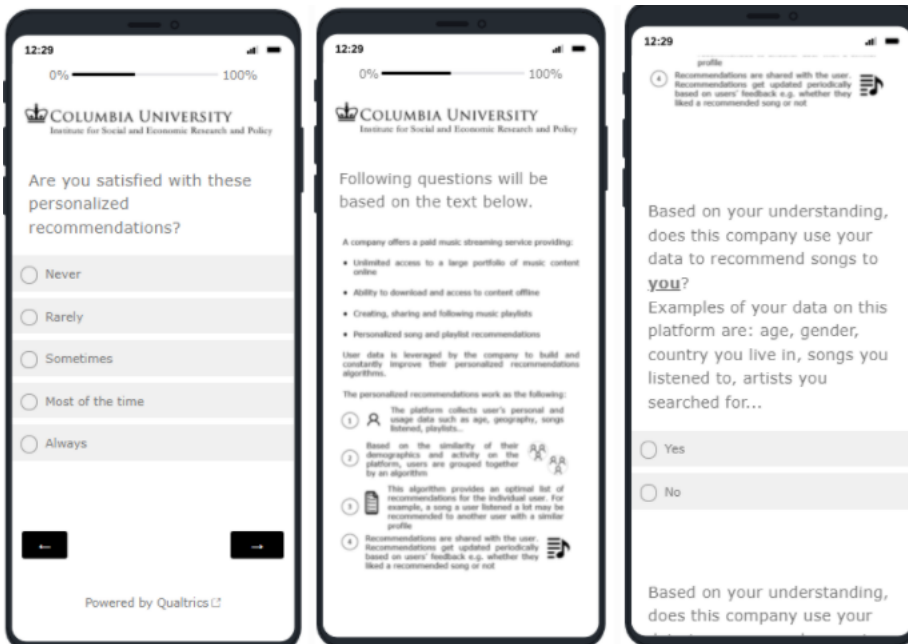 12:29
0% 100%
COLUMBIA UNIVERSITY
Institute for Social and Economic Research and Policy
Are you satisfied with these
personalized
recommendations?
Never
Rarely
Sometimes
Most of the time
Always
←
→
Powered by Qualtrics
12:29
0% 100%
COLUMBIA UNIVERSITY
Institute for Social and Economic Research and Policy
Following questions will be
based on the text below.
A company offers a paid music streaming service providing:
• Unlimited access to a large portfolio of music content
online
• Ability to download and access to content offline
• Creating, sharing and following music playlists
• Personalized song and playlist recommendations
User data is leveraged by the company to build and
constantly improve their personalized recommendations
algorithms.
The personalized recommendations work as the following:
1 The platform collects user's personal and
usage data such as age, geography, songs
listened, playlists...
2 Based on the similarity of their
demographics and activity on the
platform, users are grouped together
by an algorithm
3 This algorithm provides an optimal list of
recommendations for the individual user. For
example, a song a user listened a lot may be
recommended to another user with a similar
profile
4 Recommendations are shared with the user.
Recommendations get updated periodically
based on users' feedback e.g. whether they
liked a recommended song or not
12:29
profile
4 Recommendations are shared with the user.
Recommendations get updated periodically
based on users' feedback e.g. whether they
liked a recommended song or not
Based on your understanding,
does this company use your
data to recommend songs to
you?
Examples of your data on this
platform are: age, gender,
country you live in, songs you
listened to, artists you
searched for...
Yes
No
Based on your understanding,
does this company use your